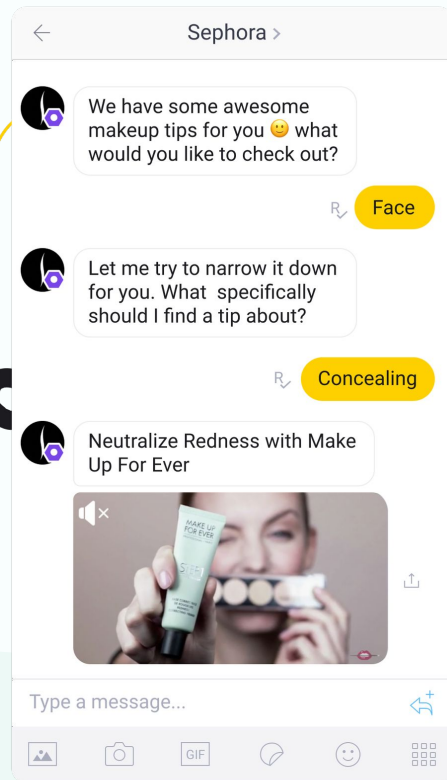 Sephora >
We have some awesome
makeup tips for you 🙂 what
would you like to check out?
R
Face
Let me try to narrow it down
for you. What specifically
should I find a tip about?
R
Concealing
Neutralize Redness with Make
Up For Ever
MAKE UP
FOR EVER
STEP 1
Type a message...
GIF